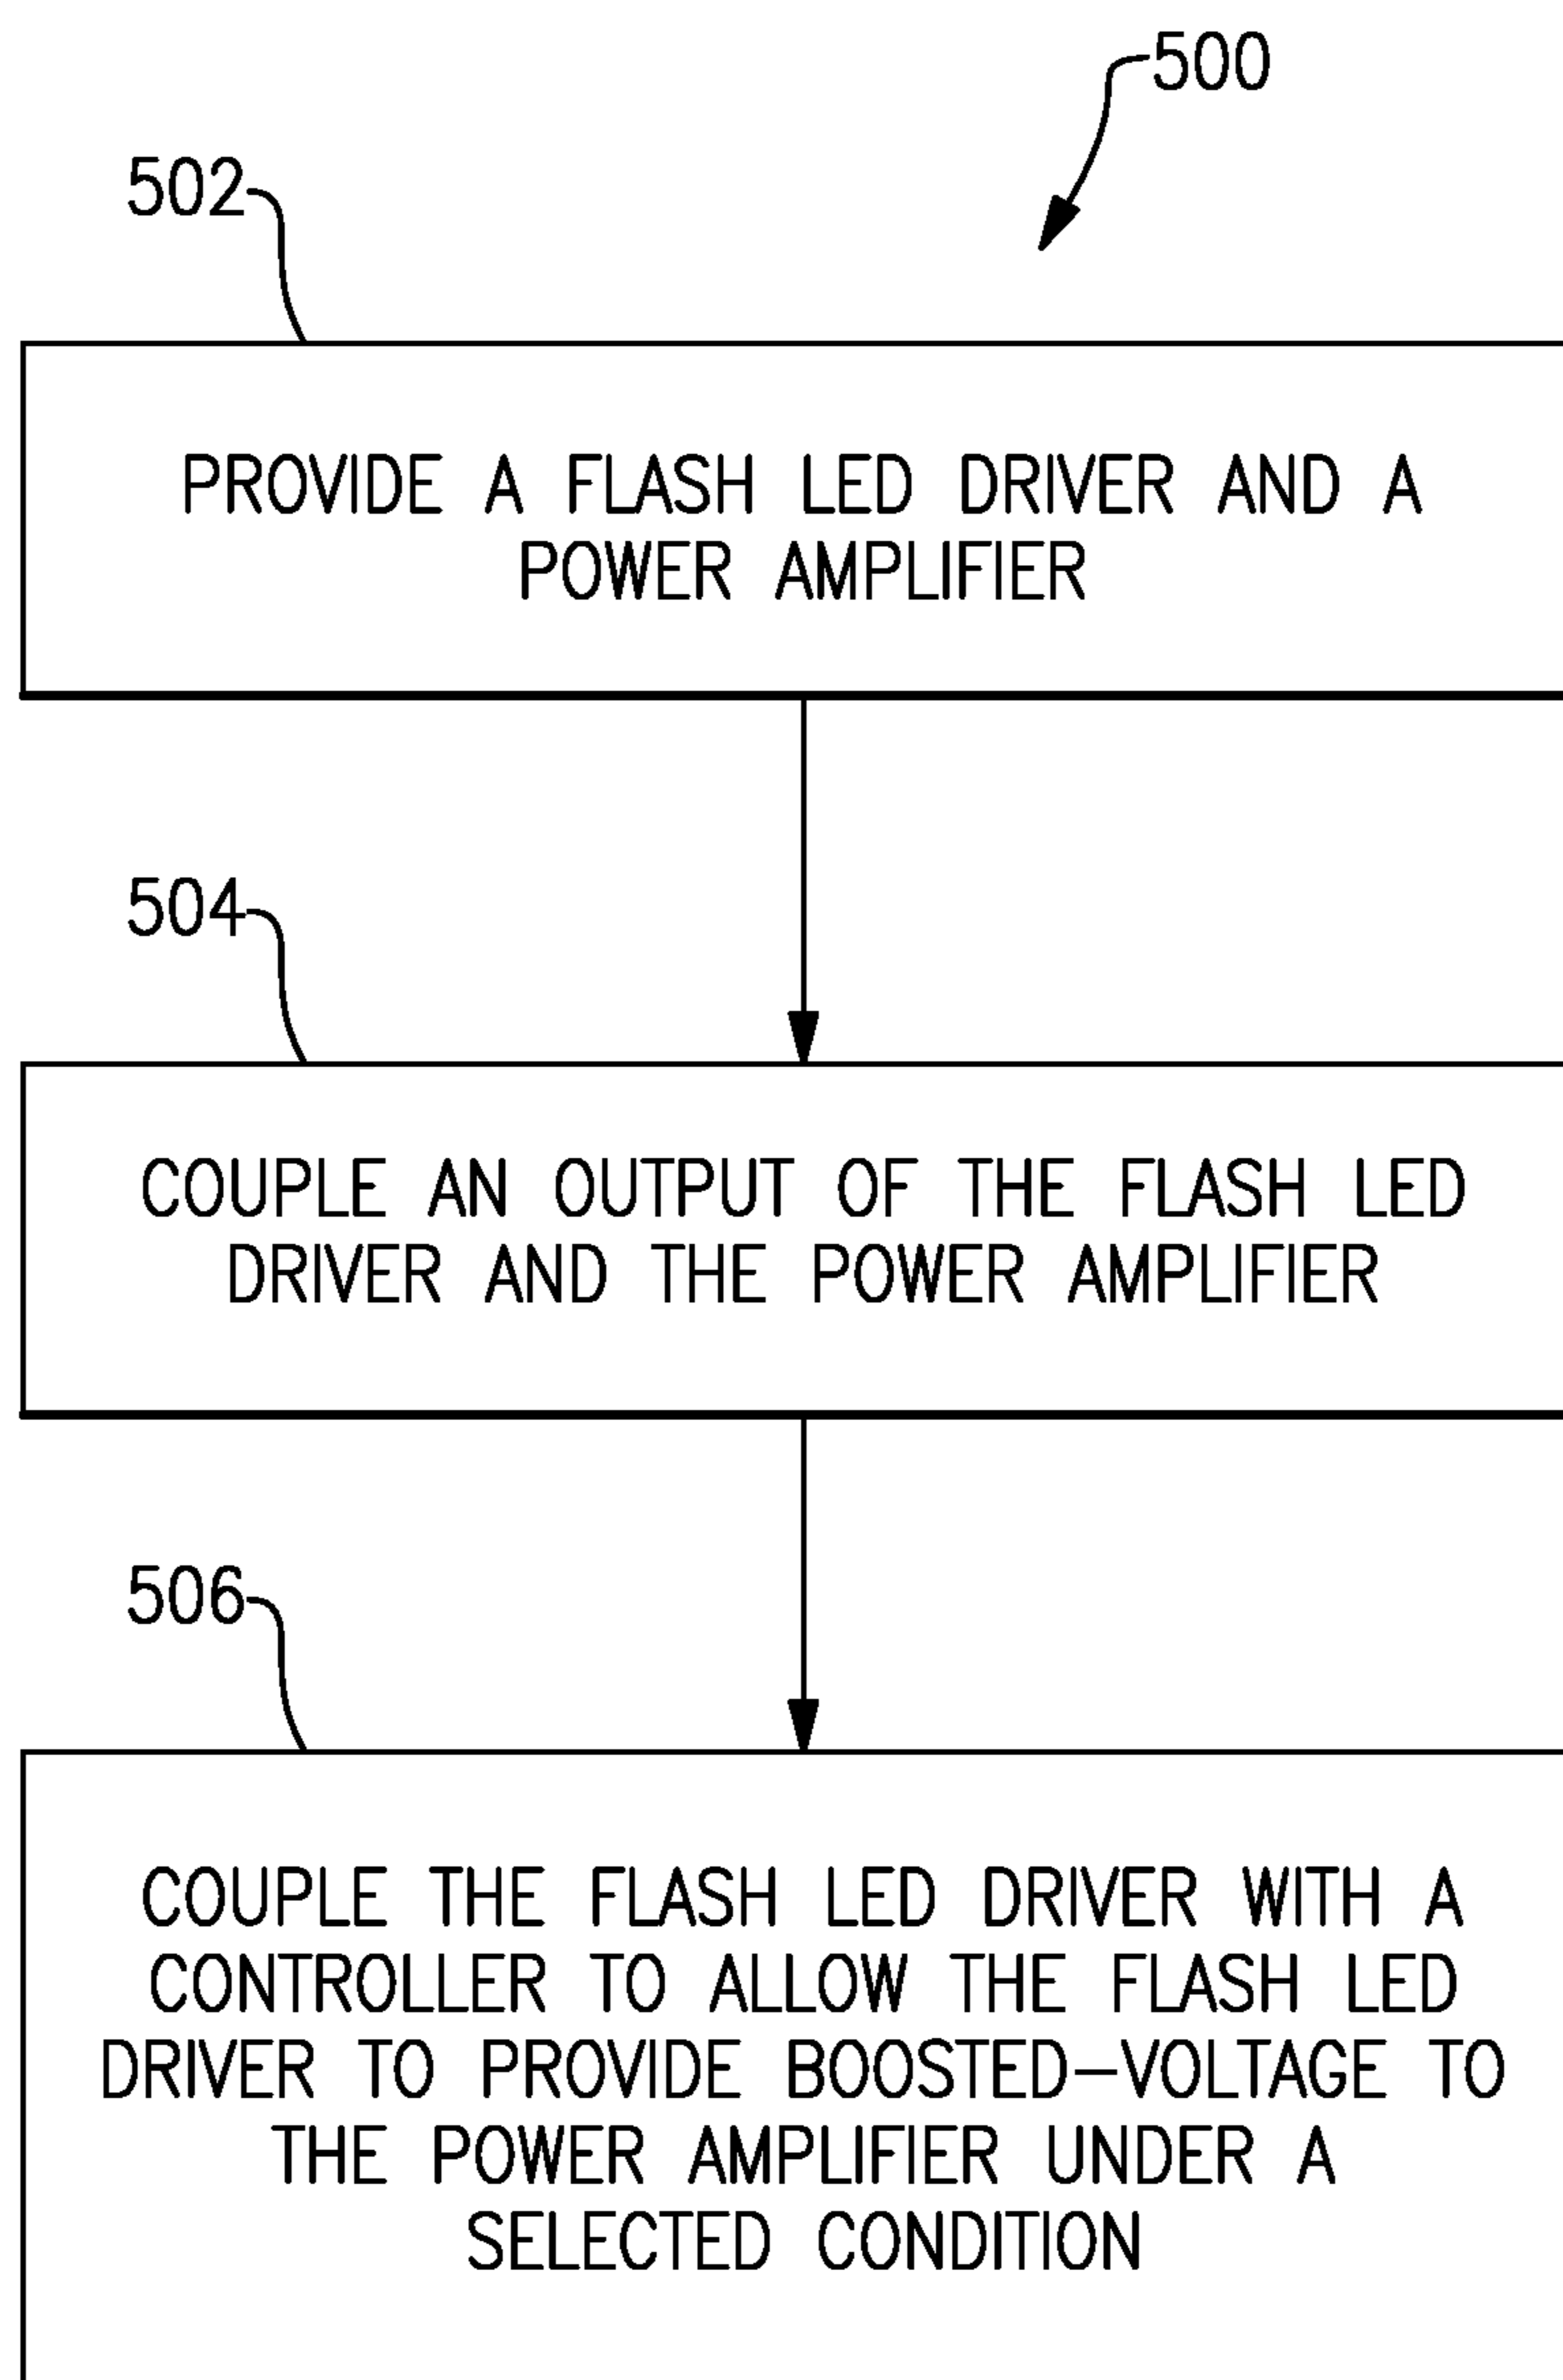 500
502
PROVIDE A FLASH LED DRIVER AND A
POWER AMPLIFIER
504
COUPLE AN OUTPUT OF THE FLASH LED
DRIVER AND THE POWER AMPLIFIER
506
COUPLE THE FLASH LED DRIVER WITH A
CONTROLLER TO ALLOW THE FLASH LED
DRIVER TO PROVIDE BOOSTED–VOLTAGE TO
THE POWER AMPLIFIER UNDER A
SELECTED CONDITION